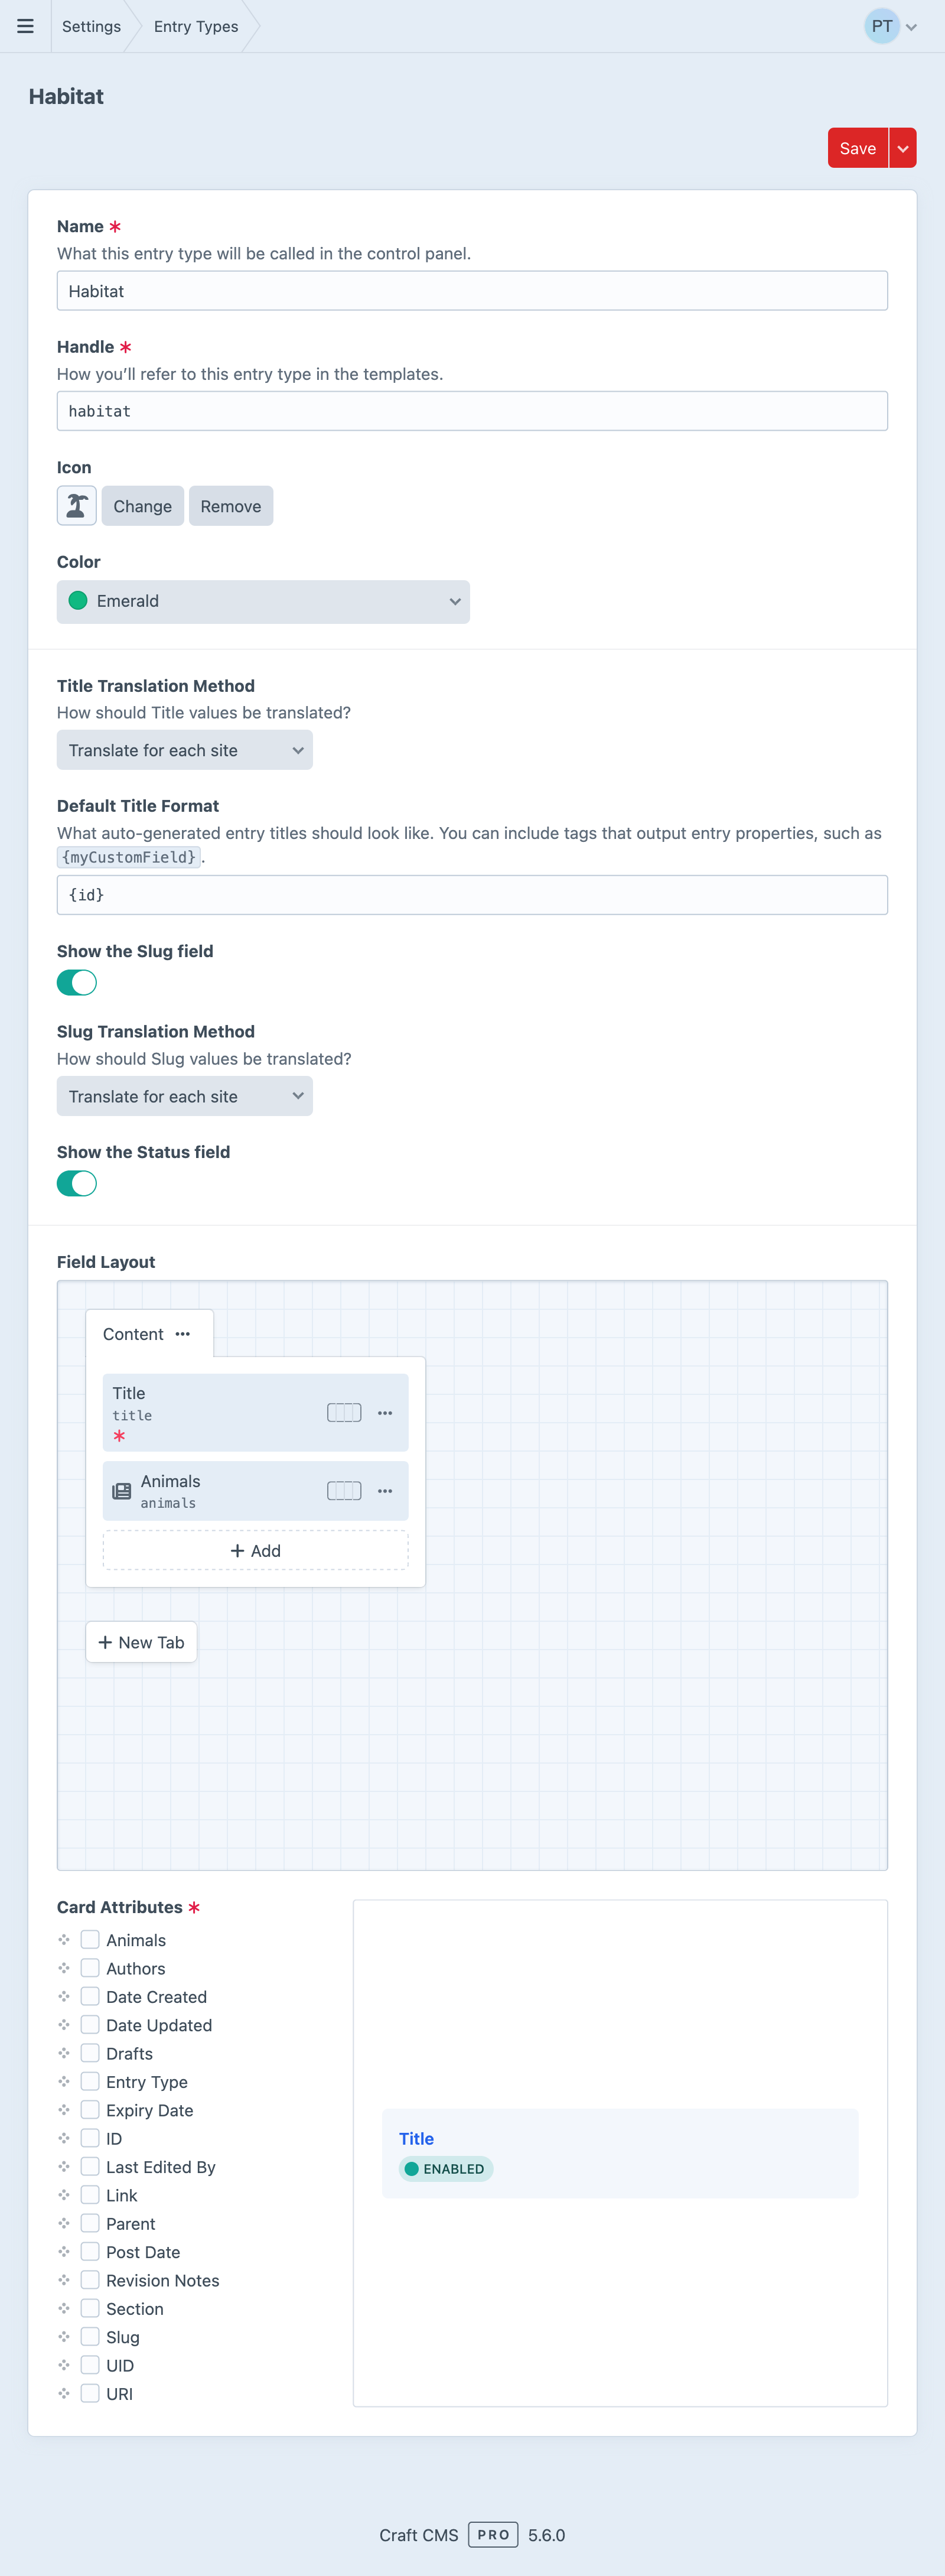 Settings
Entry Types
PT
Habitat
Save
Name *
What this entry type will be called in the control panel.
Habitat
Handle *
How you’ll refer to this entry type in the templates.
habitat
Icon
Change
Remove
Color
Emerald
Title Translation Method
How should Title values be translated?
Translate for each site
Default Title Format
What auto-generated entry titles should look like. You can include tags that output entry properties, such as
{myCustomField}.
{id}
Show the Slug field
Slug Translation Method
How should Slug values be translated?
Translate for each site
Show the Status field
Field Layout
Content
Title
title
*
Animals
animals
+ Add
+ New Tab
Card Attributes *
Animals
Authors
Date Created
Date Updated
Drafts
Entry Type
Expiry Date
ID
Last Edited By
Link
Parent
Post Date
Revision Notes
Section
Slug
UID
URI
Title
ENABLED
Craft CMS PRO 5.6.0